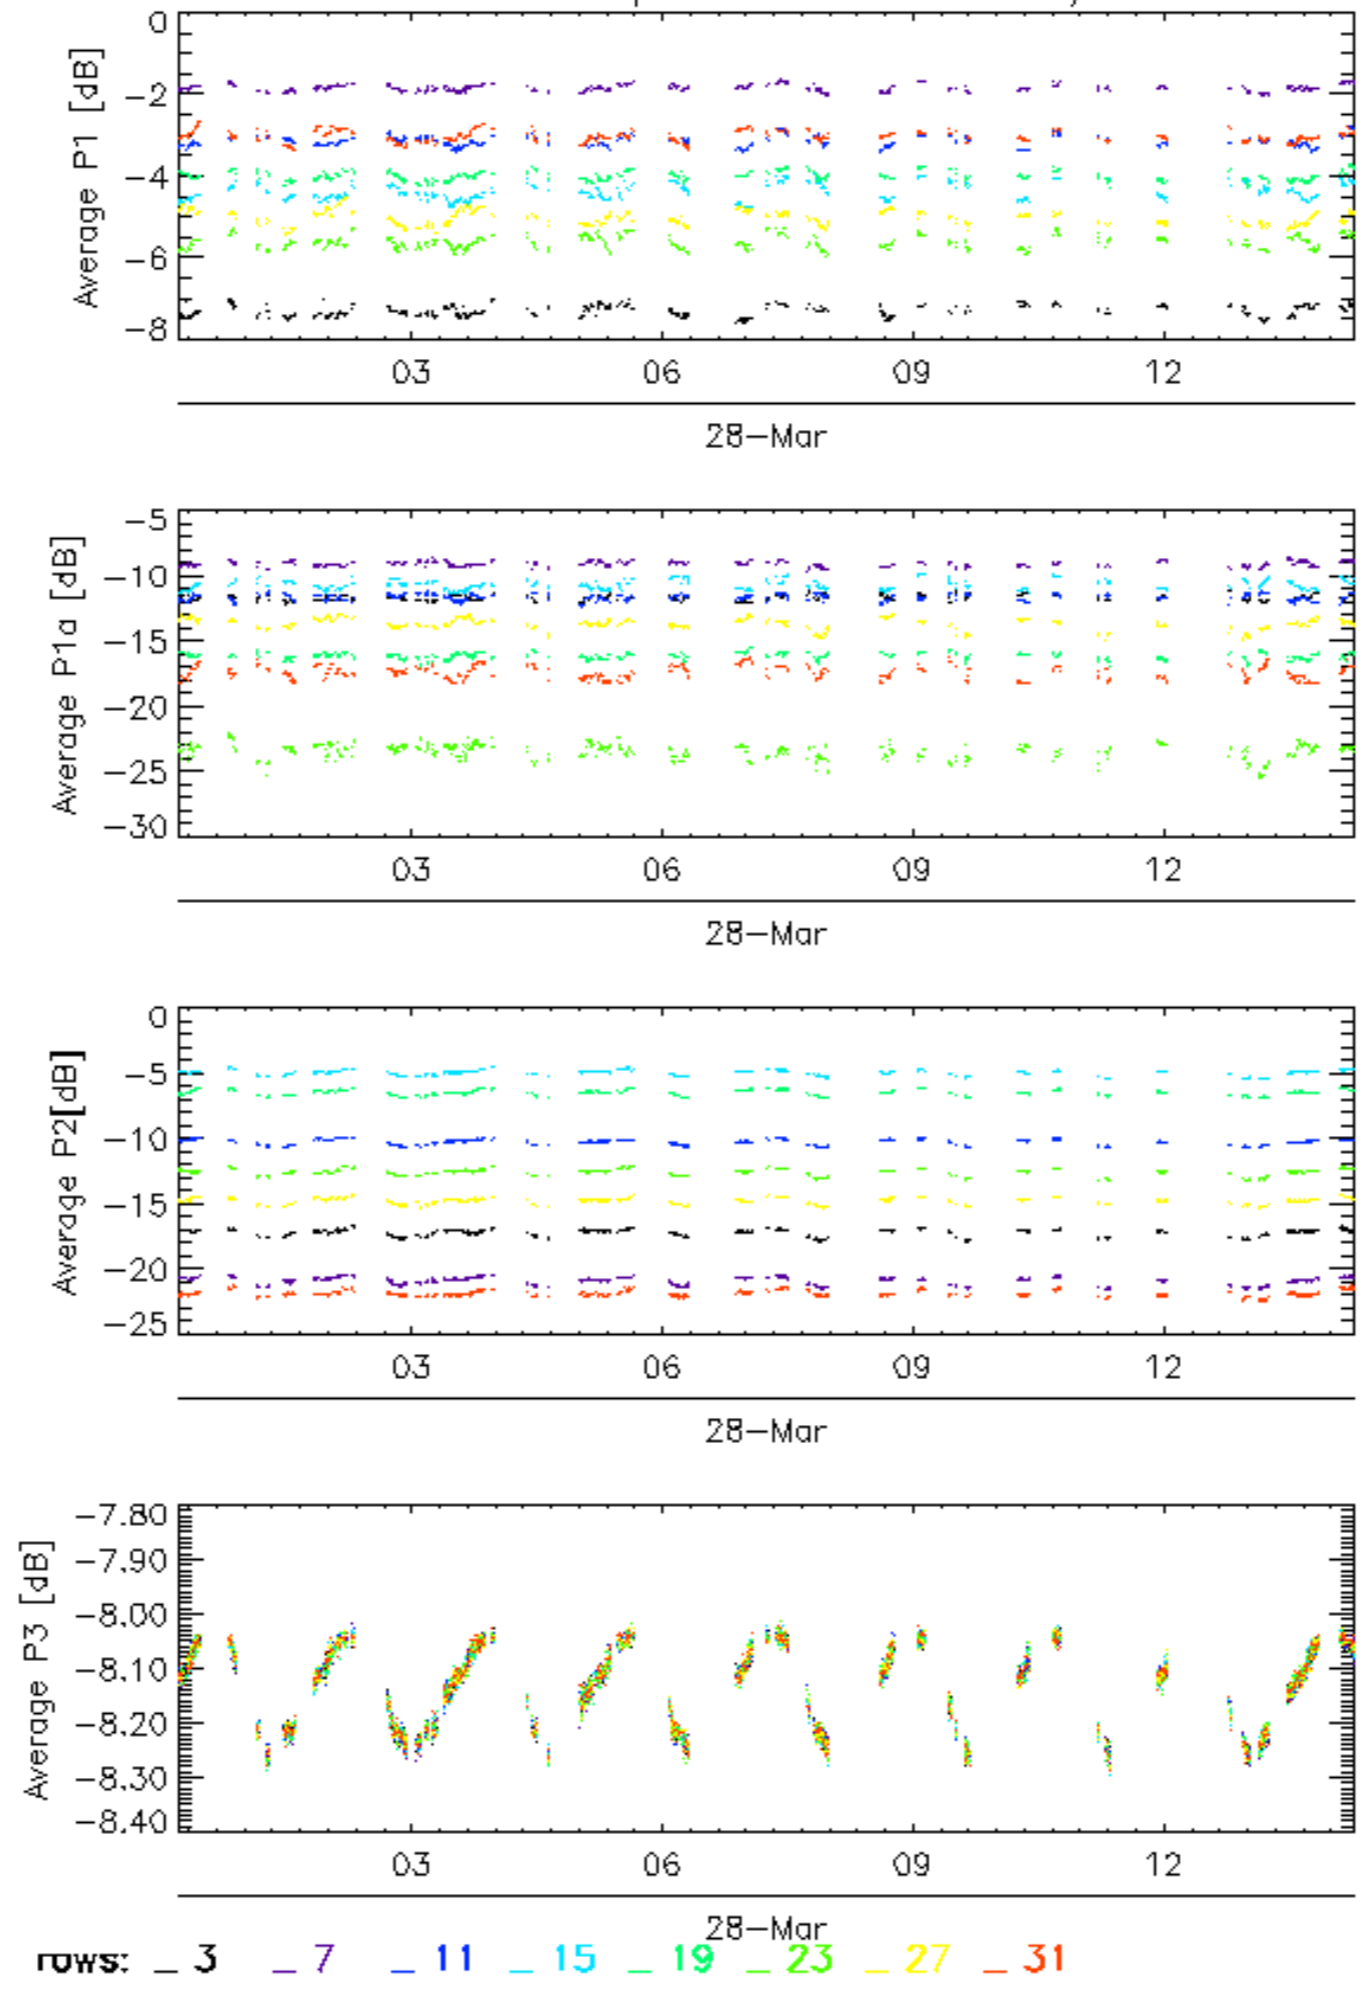 0
−2
−4
−6
−8
Average P1 [dB]
03 06 09 12
28−Mar
−5
−10
−15
−20
−25
−30
Average P1a [dB]
03 06 09 12
28−Mar
0
−5
−10
−15
−20
−25
Average P2[dB]
03 06 09 12
28−Mar
−7.80
−7.90
−8.00
−8.10
−8.20
−8.30
−8.40
Average P3 [dB]
03 06 09 12
28−Mar
rows: _ 3 _ 7 _ 11 _ 15 _ 19 _ 23 _ 27 _ 31